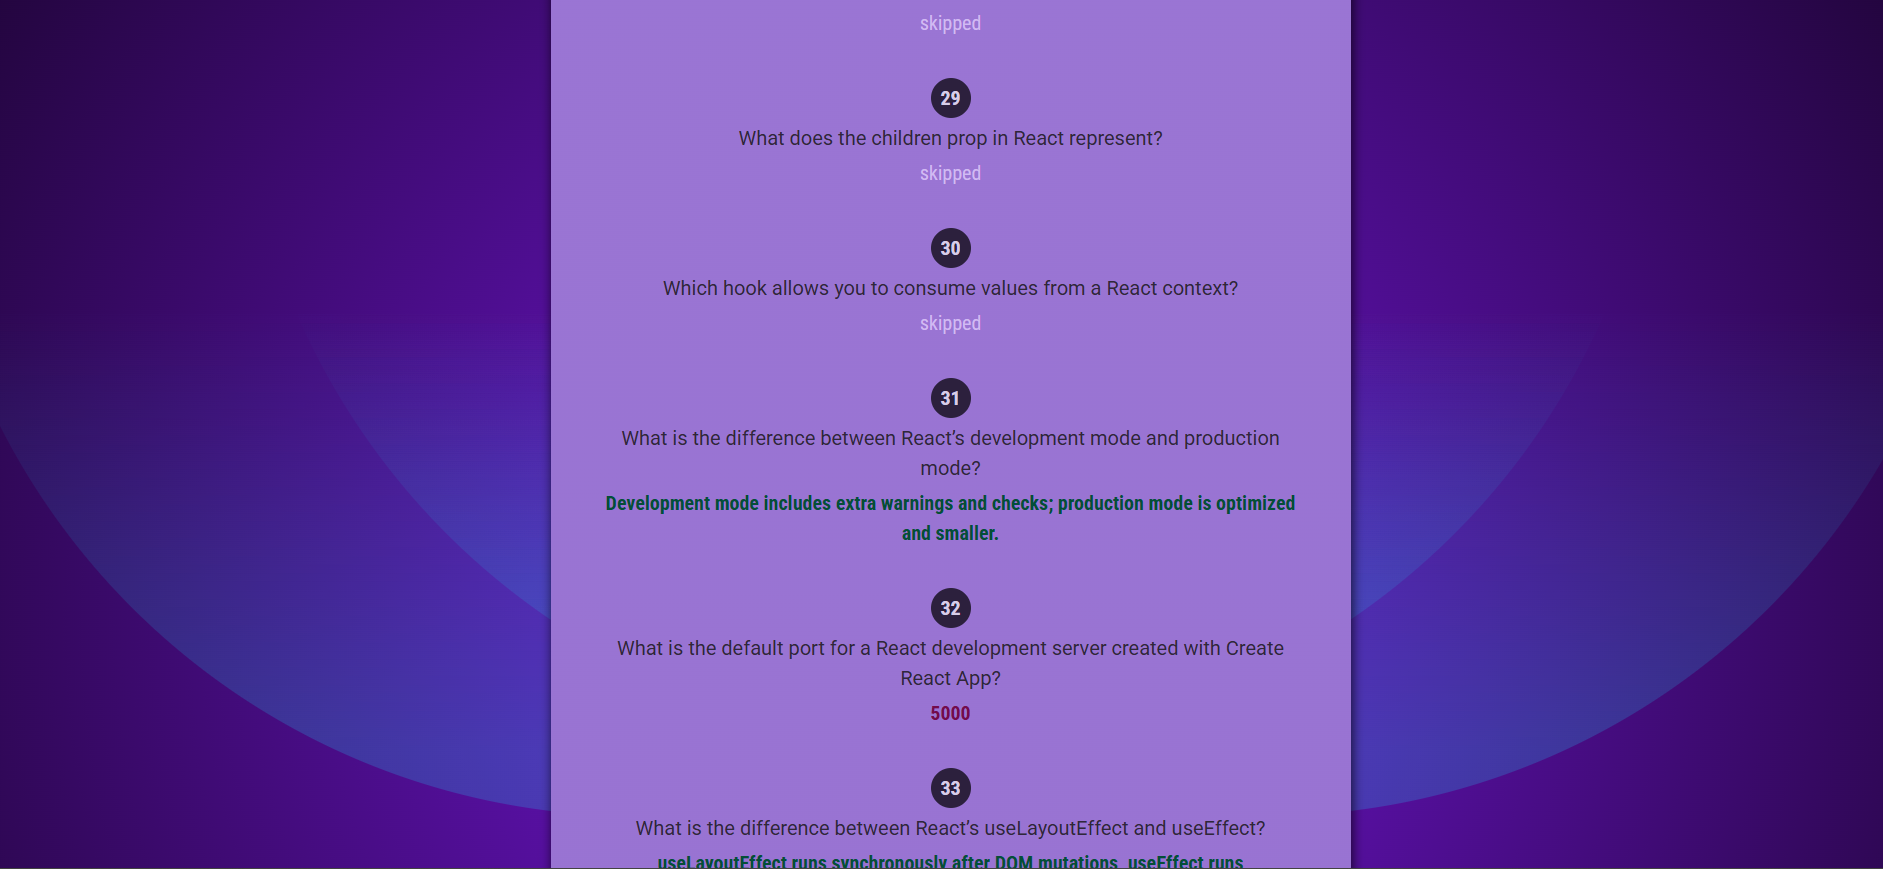 skipped
29
What does the children prop in React represent?
skipped
30
Which hook allows you to consume values from a React context?
skipped
31
What is the difference between React’s development mode and production
mode?
Development mode includes extra warnings and checks; production mode is optimized
and smaller.
32
What is the default port for a React development server created with Create
React App?
5000
33
What is the difference between React’s useLayoutEffect and useEffect?
useLayoutEffect runs synchronously after DOM mutations, useEffect runs